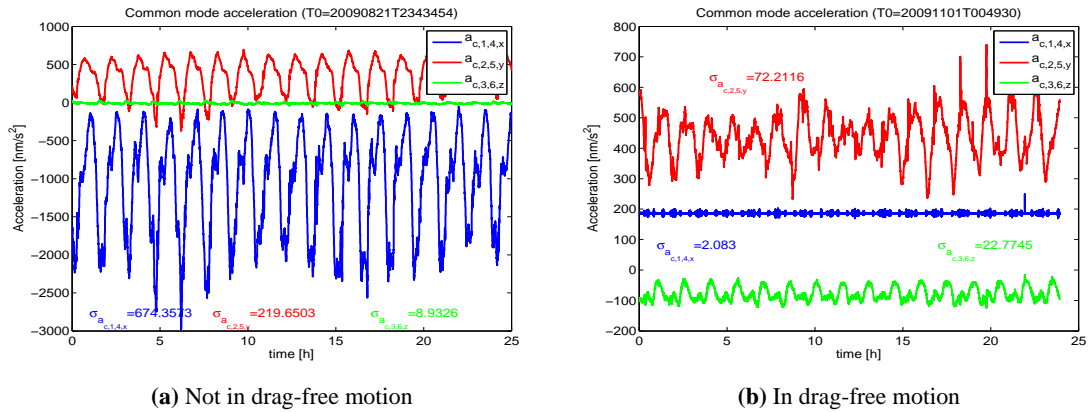 Common mode acceleration (T0=20090821T2343454)
1000
500
0
−500
−1000
−1500
−2000
−2500
−3000
Acceleration [nm/s²]
a_c,1,4,x
a_c,2,5,y
a_c,3,6,z
σ_a_c,1,4,x =674.3573
σ_a_c,2,5,y =219.6503
σ_a_c,3,6,z =8.9326
0 5 10 15 20 25
time [h]
(a) Not in drag-free motion
Common mode acceleration (T0=20091101T004930)
800
700
600
500
400
300
200
100
0
−100
−200
Acceleration [nm/s²]
a_c,1,4,x
a_c,2,5,y
a_c,3,6,z
σ_a_c,2,5,y =72.2116
σ_a_c,1,4,x =2.083
σ_a_c,3,6,z =22.7745
0 5 10 15 20 25
time [h]
(b) In drag-free motion